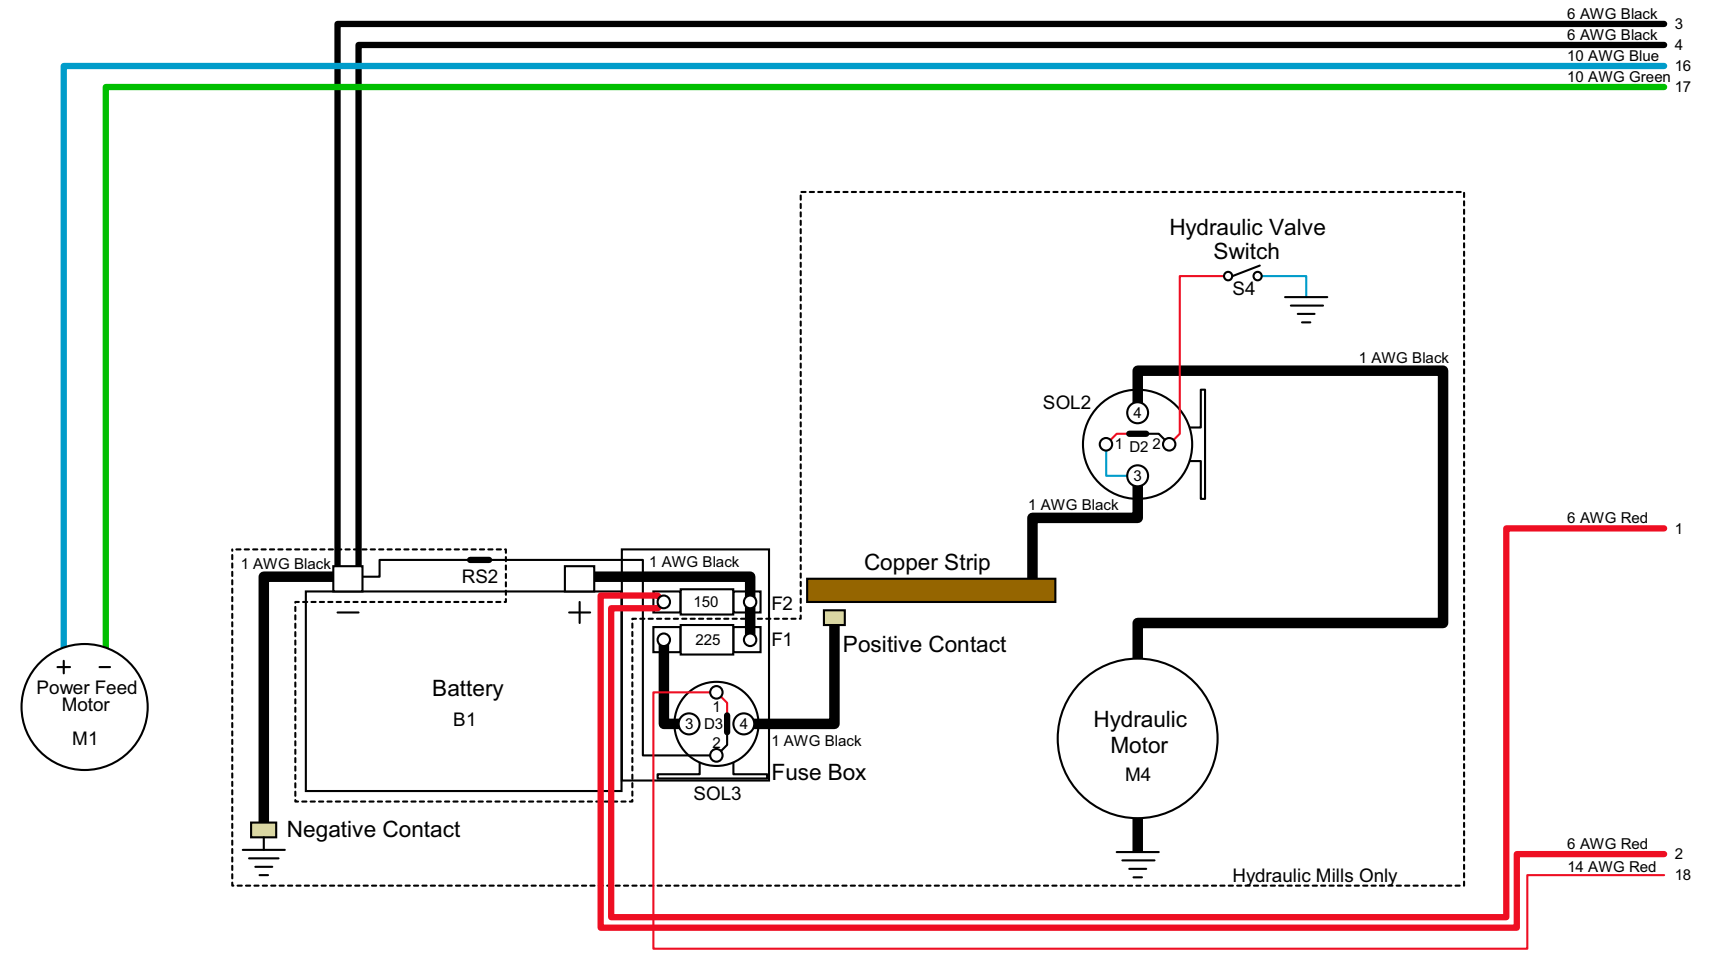 6 AWG Black 3
6 AWG Black 4
10 AWG Blue 16
10 AWG Green 17
Hydraulic Valve
Switch
S4
1 AWG Black
SOL2
4
1 D2 2
3
1 AWG Black
6 AWG Red 1
Copper Strip
1 AWG Black
RS2
1 AWG Black
− +
150 F2
225 F1
Positive Contact
+ −
Power Feed
Motor
M1
Battery
B1
1
3 D3 4
2
1 AWG Black
Fuse Box
SOL3
Hydraulic
Motor
M4
Negative Contact
6 AWG Red 2
14 AWG Red 18
Hydraulic Mills Only